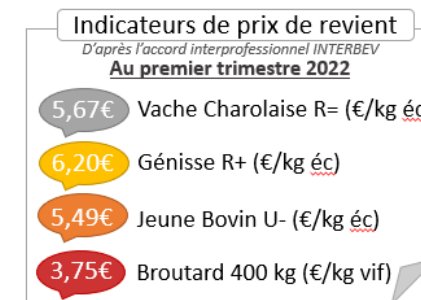 Indicateurs de prix de revient
D'après l'accord interprofessionnel INTERBEV
Au premier trimestre 2022
5,67€ Vache Charolaise R= (€/kg éc
6,20€ Génisse R+ (€/kg éc)
5,49€ Jeune Bovin U- (€/kg éc)
3,75€ Broutard 400 kg (€/kg vif)